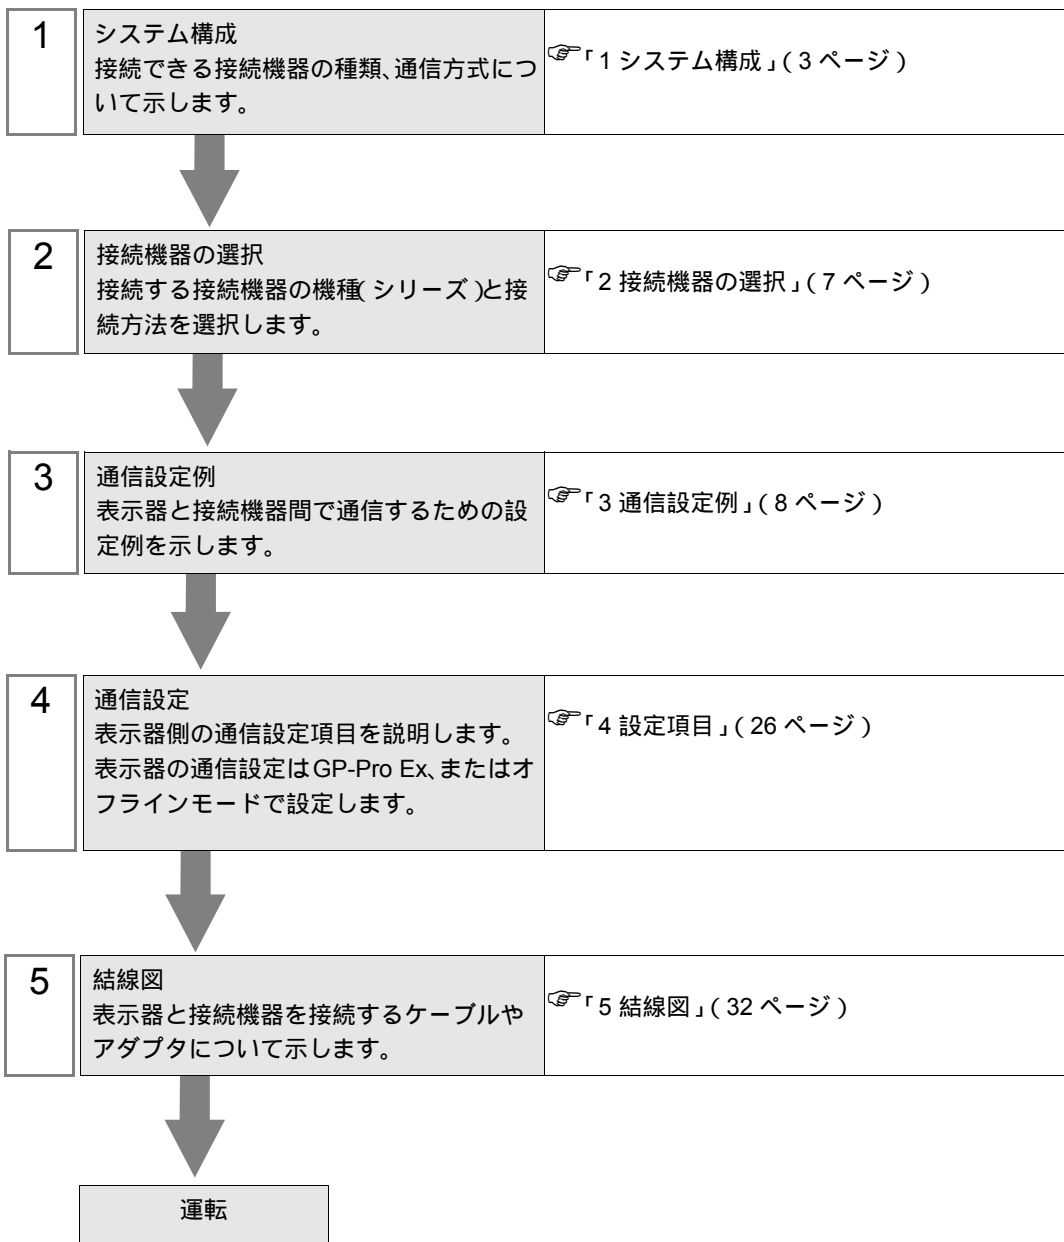 1
システム構成
接続できる接続機器の種類、通信方式につ
いて示します。
☞「1 システム構成」( 3 ページ )
2
接続機器の選択
接続する接続機器の機種( シリーズ )と接
続方法を選択します。
☞「2 接続機器の選択」( 7 ページ )
3
通信設定例
表示器と接続機器間で通信するための設
定例を示します。
☞「3 通信設定例」( 8 ページ )
4
通信設定
表示器側の通信設定項目を説明します。
表示器の通信設定はGP-Pro Ex、またはオ
フラインモードで設定します。
☞「4 設定項目」( 26 ページ )
5
結線図
表示器と接続機器を接続するケーブルや
アダプタについて示します。
☞「5 結線図」( 32 ページ )
運転